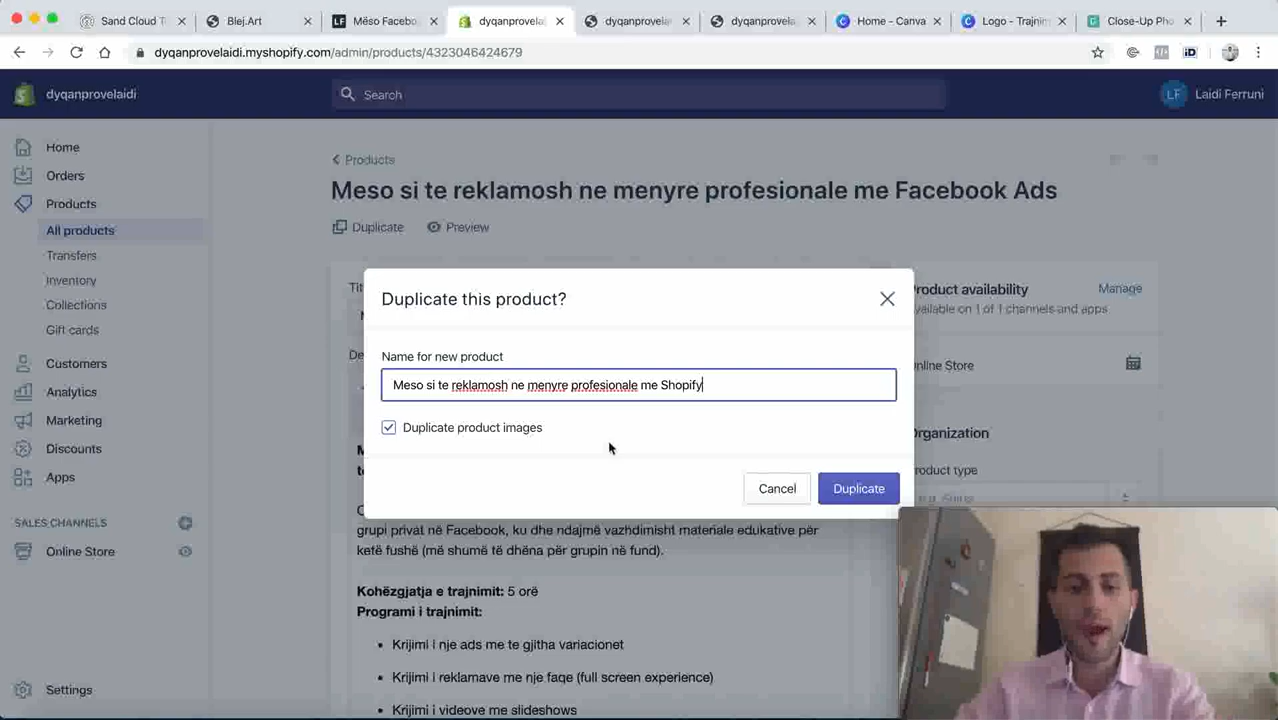 Sand Cloud T
Blej.Art
Mëso Facebo
dyqanprovela
dyqanprovela
dyqanprovela
Home - Canva
Logo - Trajnim
Close-Up Pho
dyqanprovelaidi.myshopify.com/admin/products/4323046424679
iD
dyqanprovelaidi
Search
LF
Laidi Ferruni
Home
Orders
Products
All products
Transfers
Inventory
Collections
Gift cards
Customers
Analytics
Marketing
Discounts
Apps
SALES CHANNELS
Online Store
Settings
Products
Meso si te reklamosh ne menyre profesionale me Facebook Ads
Duplicate
Preview
Duplicate this product?
Name for new product
Meso si te reklamosh ne menyre profesionale me Shopify
Duplicate product images
Cancel
Duplicate
Product availability
Manage
available on 1 of 1 channels and apps
Online Store
Organization
Product type
grupi privat në Facebook, ku dhe ndajmë vazhdimisht materiale edukative për
ketë fushë (më shumë të dhëna për grupin në fund).
Kohëzgjatja e trajnimit: 5 orë
Programi i trajnimit:
• Krijimi i nje ads me te gjitha variacionet
• Krijimi i reklamave me nje faqe (full screen experience)
• Krijimi i videove me slideshows